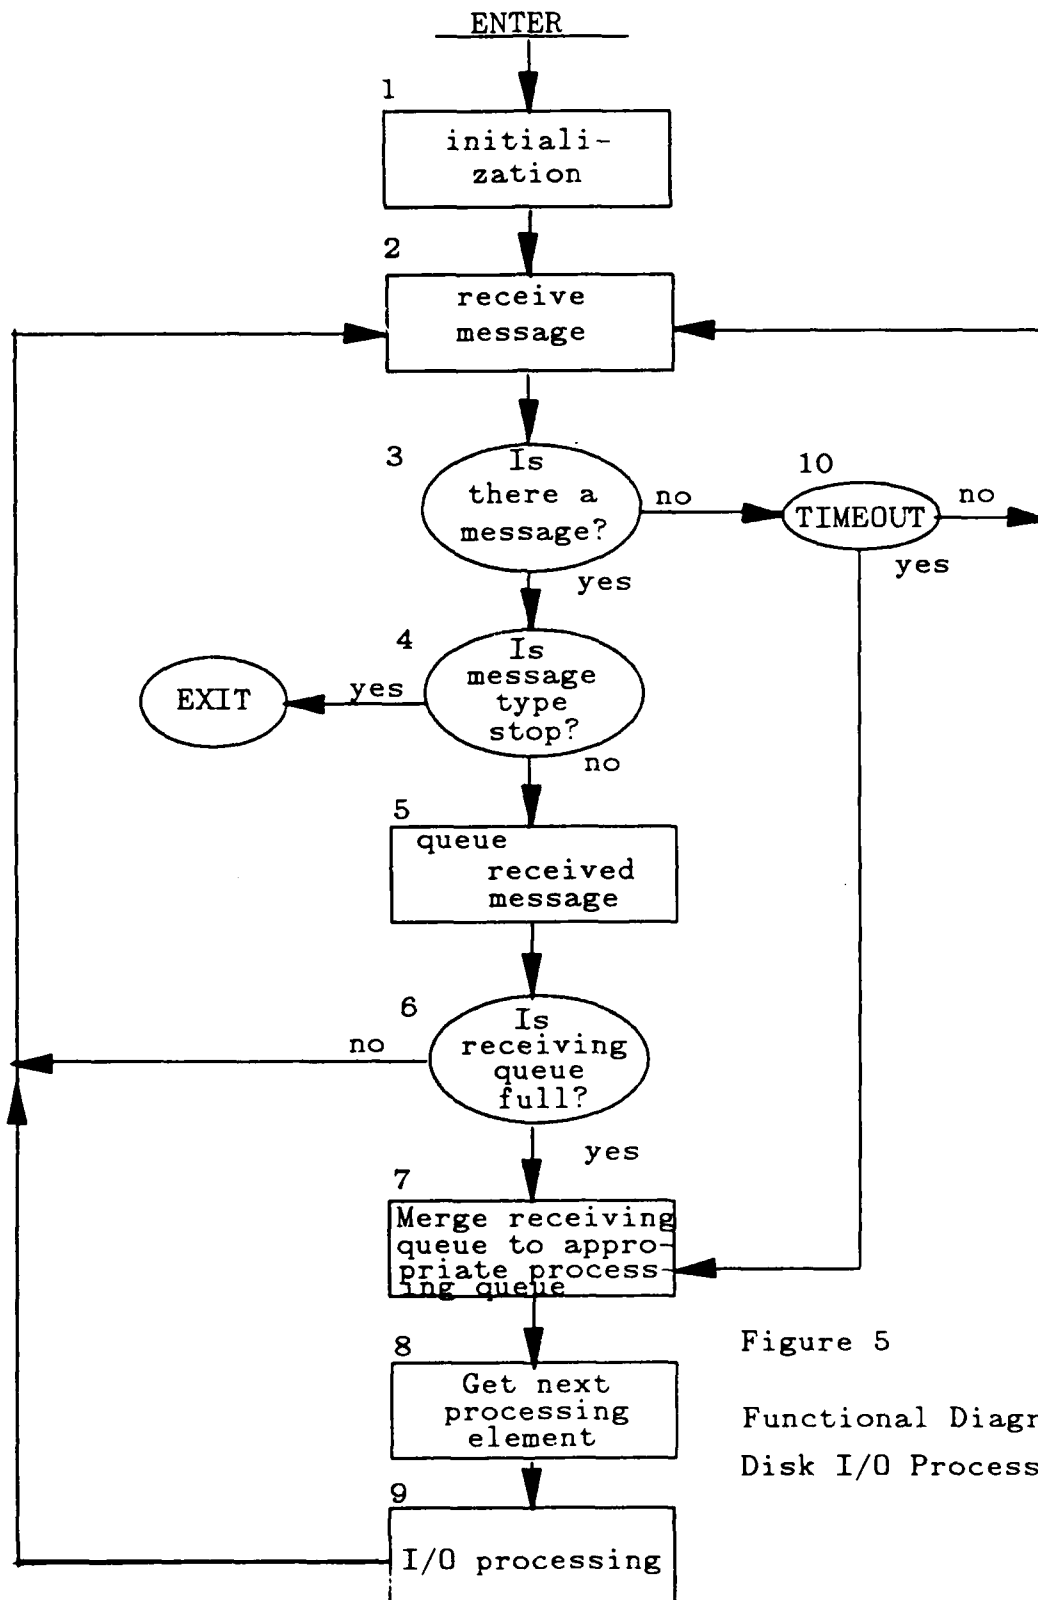 ENTER
1
initiali-
zation
2
receive
message
3
Is
there a
message?
no
10
TIMEOUT
no
yes
yes
4
Is
message
type
stop?
yes
EXIT
no
5
queue
received
message
6
Is
receiving
queue
full?
no
yes
7
Merge receiving
queue to appro-
priate process-
ing queue
8
Get next
processing
element
9
I/O processing
Figure 5
Functional
Disk I/O